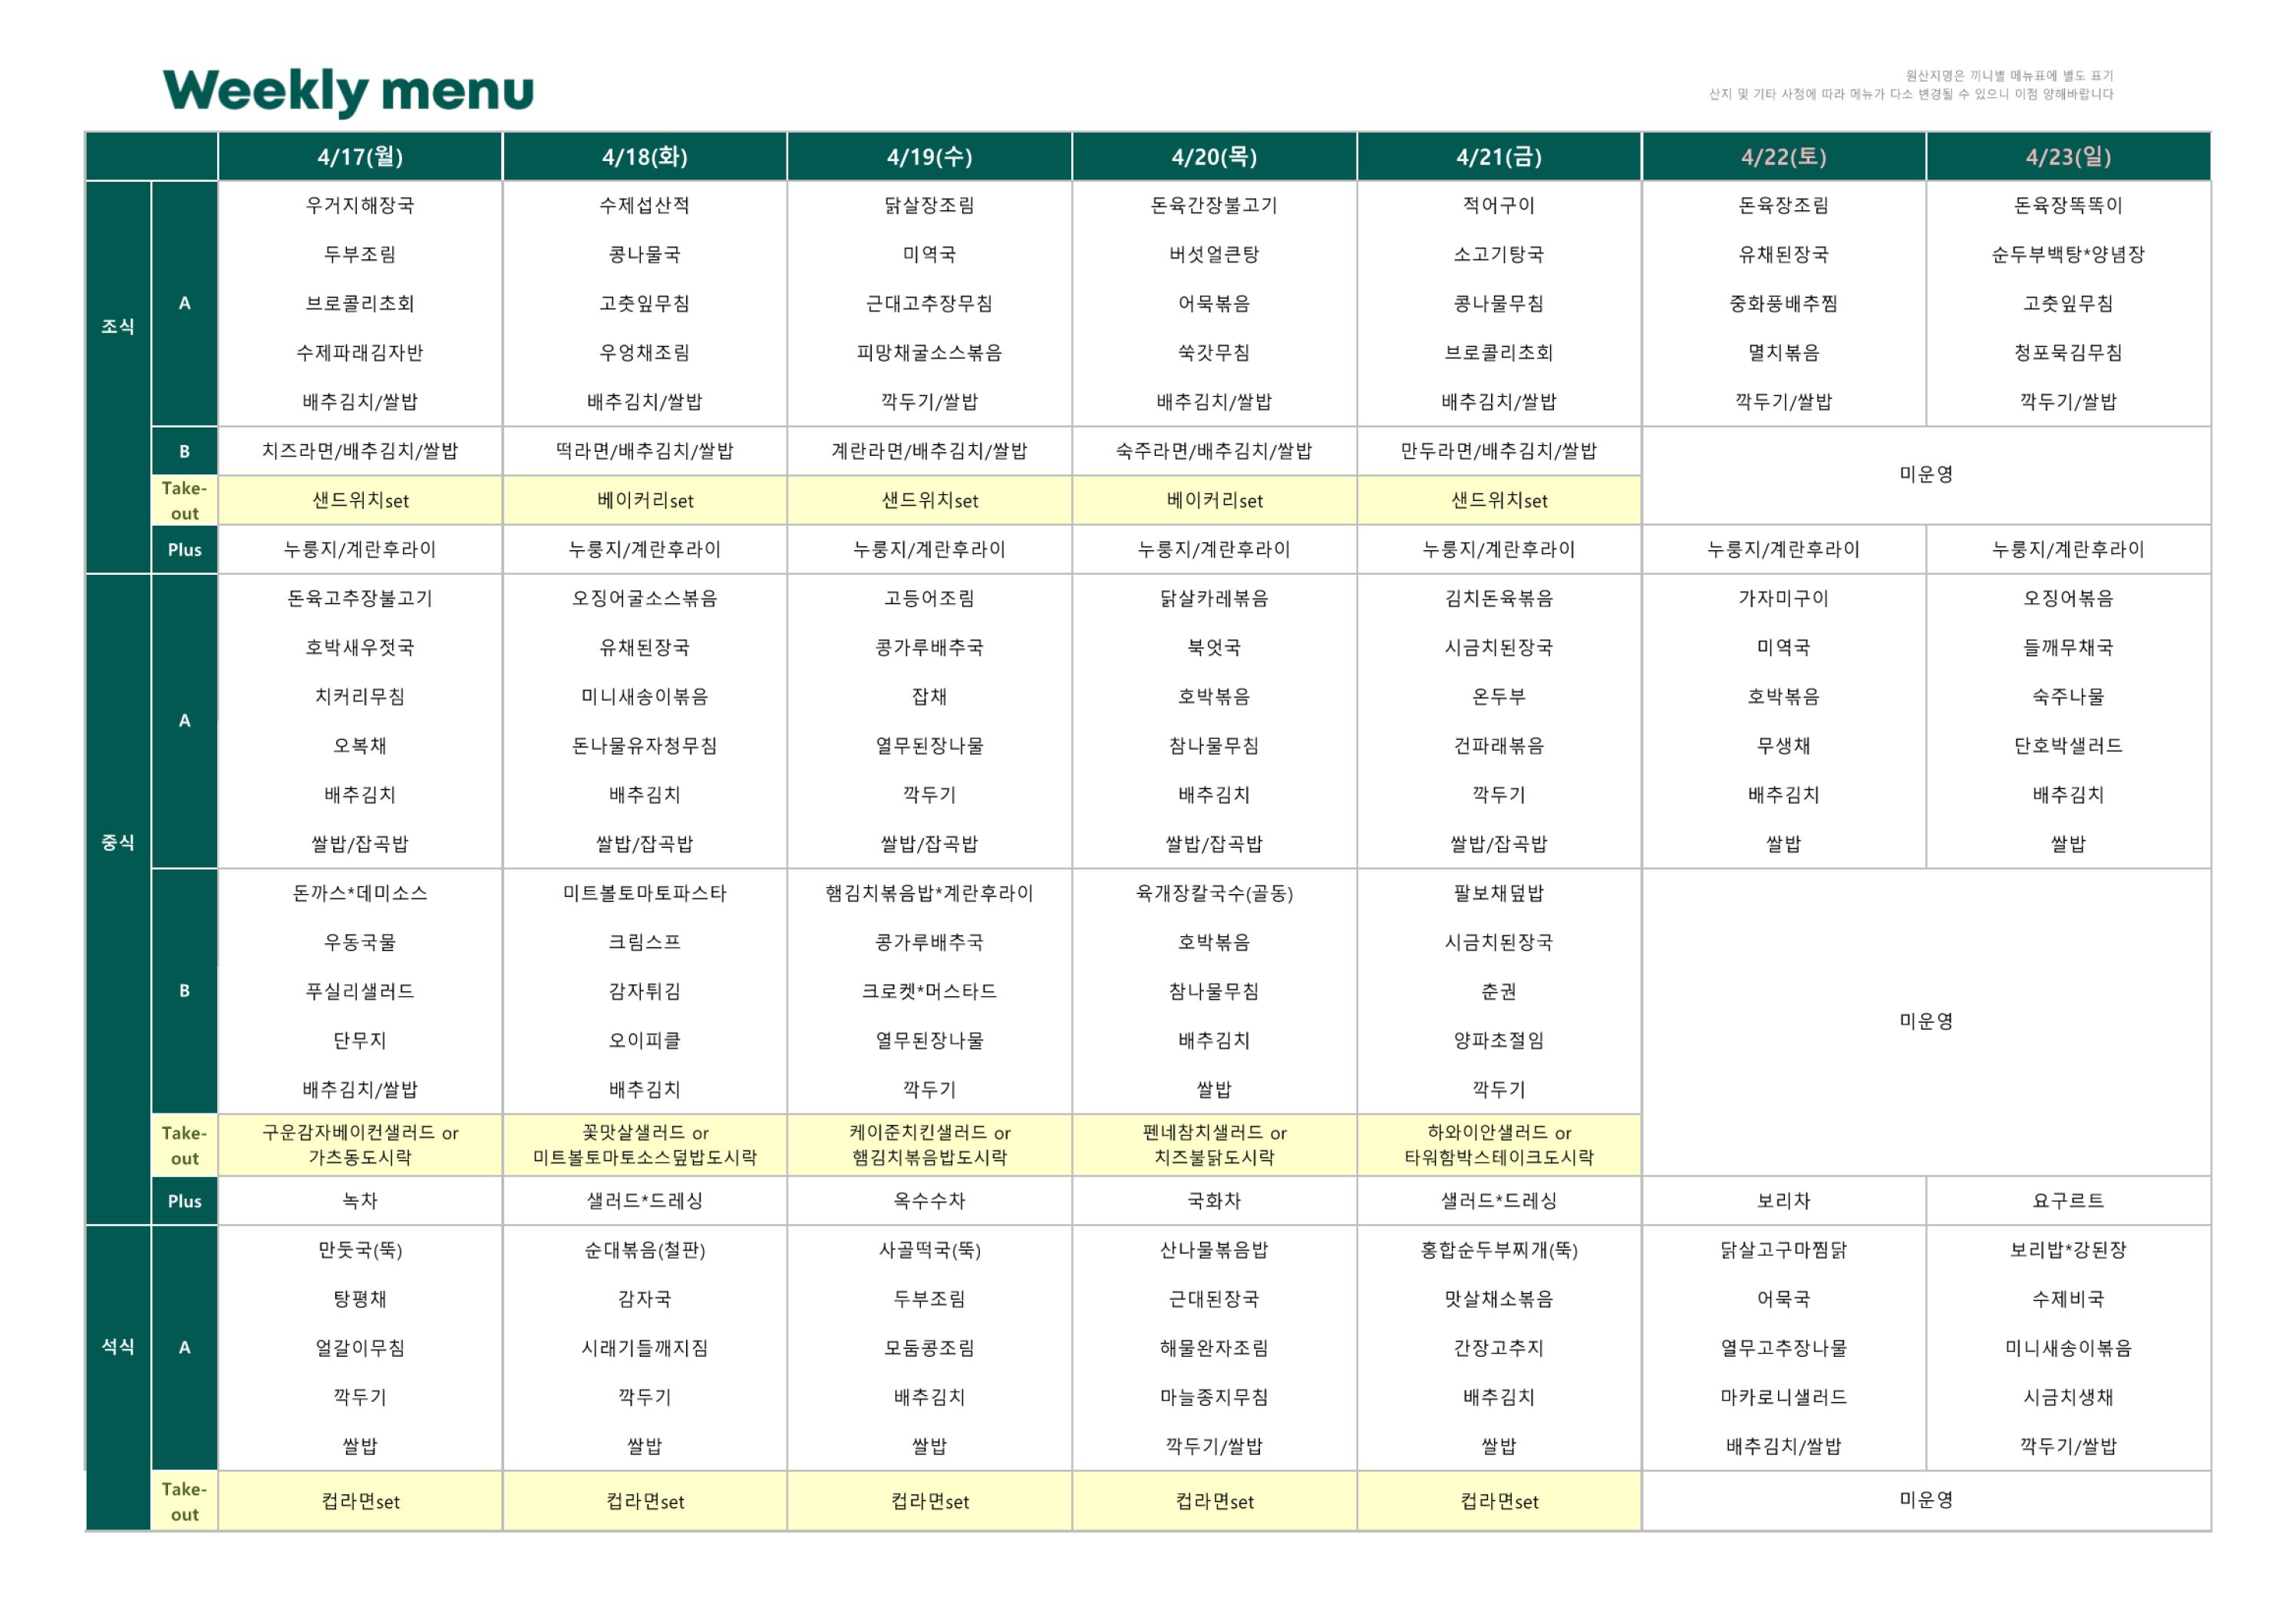 Weekly menu
원산지명은 끼니별 메뉴표에 별도 표기
산지 및 기타 사정에 따라 메뉴가 다소 변경될 수 있으니 이점 양해바랍니다
4/17(월) 4/18(화) 4/19(수) 4/20(목) 4/21(금) 4/22(토) 4/23(일)
조식
A
우거지해장국 수제섭산적 닭살장조림 돈육간장불고기 적어구이 돈육장조림 돈육장똑똑이
두부조림 콩나물국 미역국 버섯얼큰탕 소고기탕국 유채된장국 순두부백탕*양념장
브로콜리초회 고춧잎무침 근대고추장무침 어묵볶음 콩나물무침 중화풍배추찜 고춧잎무침
수제파래김자반 우엉채조림 피망채굴소스볶음 쑥갓무침 브로콜리초회 멸치볶음 청포묵김무침
배추김치/쌀밥 배추김치/쌀밥 깍두기/쌀밥 배추김치/쌀밥 배추김치/쌀밥 깍두기/쌀밥 깍두기/쌀밥
B 치즈라면/배추김치/쌀밥 떡라면/배추김치/쌀밥 계란라면/배추김치/쌀밥 숙주라면/배추김치/쌀밥 만두라면/배추김치/쌀밥
미운영
Take-
out
샌드위치set 베이커리set 샌드위치set 베이커리set 샌드위치set
Plus 누룽지/계란후라이 누룽지/계란후라이 누룽지/계란후라이 누룽지/계란후라이 누룽지/계란후라이 누룽지/계란후라이 누룽지/계란후라이
중식
A
돈육고추장불고기 오징어굴소스볶음 고등어조림 닭살카레볶음 김치돈육볶음 가자미구이 오징어볶음
호박새우젓국 유채된장국 콩가루배추국 북엇국 시금치된장국 미역국 들깨무채국
치커리무침 미니새송이볶음 잡채 호박볶음 온두부 호박볶음 숙주나물
오복채 돈나물유자청무침 열무된장나물 참나물무침 건파래볶음 무생채 단호박샐러드
배추김치 배추김치 깍두기 배추김치 깍두기 배추김치 배추김치
쌀밥/잡곡밥 쌀밥/잡곡밥 쌀밥/잡곡밥 쌀밥/잡곡밥 쌀밥/잡곡밥 쌀밥 쌀밥
B
돈까스*데미소스 미트볼토마토파스타 햄김치볶음밥*계란후라이 육개장칼국수(골동) 팔보채덮밥
우동국물 크림스프 콩가루배추국 호박볶음 시금치된장국
푸실리샐러드 감자튀김 크로켓*머스타드 참나물무침 춘권
미운영
단무지 오이피클 열무된장나물 배추김치 양파초절임
배추김치/쌀밥 배추김치 깍두기 쌀밥 깍두기
Take-
out
구운감자베이컨샐러드 or 꽃맛살샐러드 or 케이준치킨샐러드 or 펜네참치샐러드 or 하와이안샐러드 or
가츠동도시락 미트볼토마토소스덮밥도시락 햄김치볶음밥도시락 치즈불닭도시락 타워함박스테이크도시락
Plus 녹차 샐러드*드레싱 옥수수차 국화차 샐러드*드레싱 보리차 요구르트
석식
A
만둣국(뚝) 순대볶음(철판) 사골떡국(뚝) 산나물볶음밥 홍합순두부찌개(뚝) 닭살고구마찜닭 보리밥*강된장
탕평채 감자국 두부조림 근대된장국 맛살채소볶음 어묵국 수제비국
얼갈이무침 시래기들깨지짐 모둠콩조림 해물완자조림 간장고추지 열무고추장나물 미니새송이볶음
깍두기 깍두기 배추김치 마늘종지무침 배추김치 마카로니샐러드 시금치생채
쌀밥 쌀밥 쌀밥 깍두기/쌀밥 쌀밥 배추김치/쌀밥 깍두기/쌀밥
Take-
out
컵라면set 컵라면set 컵라면set 컵라면set 컵라면set 미운영